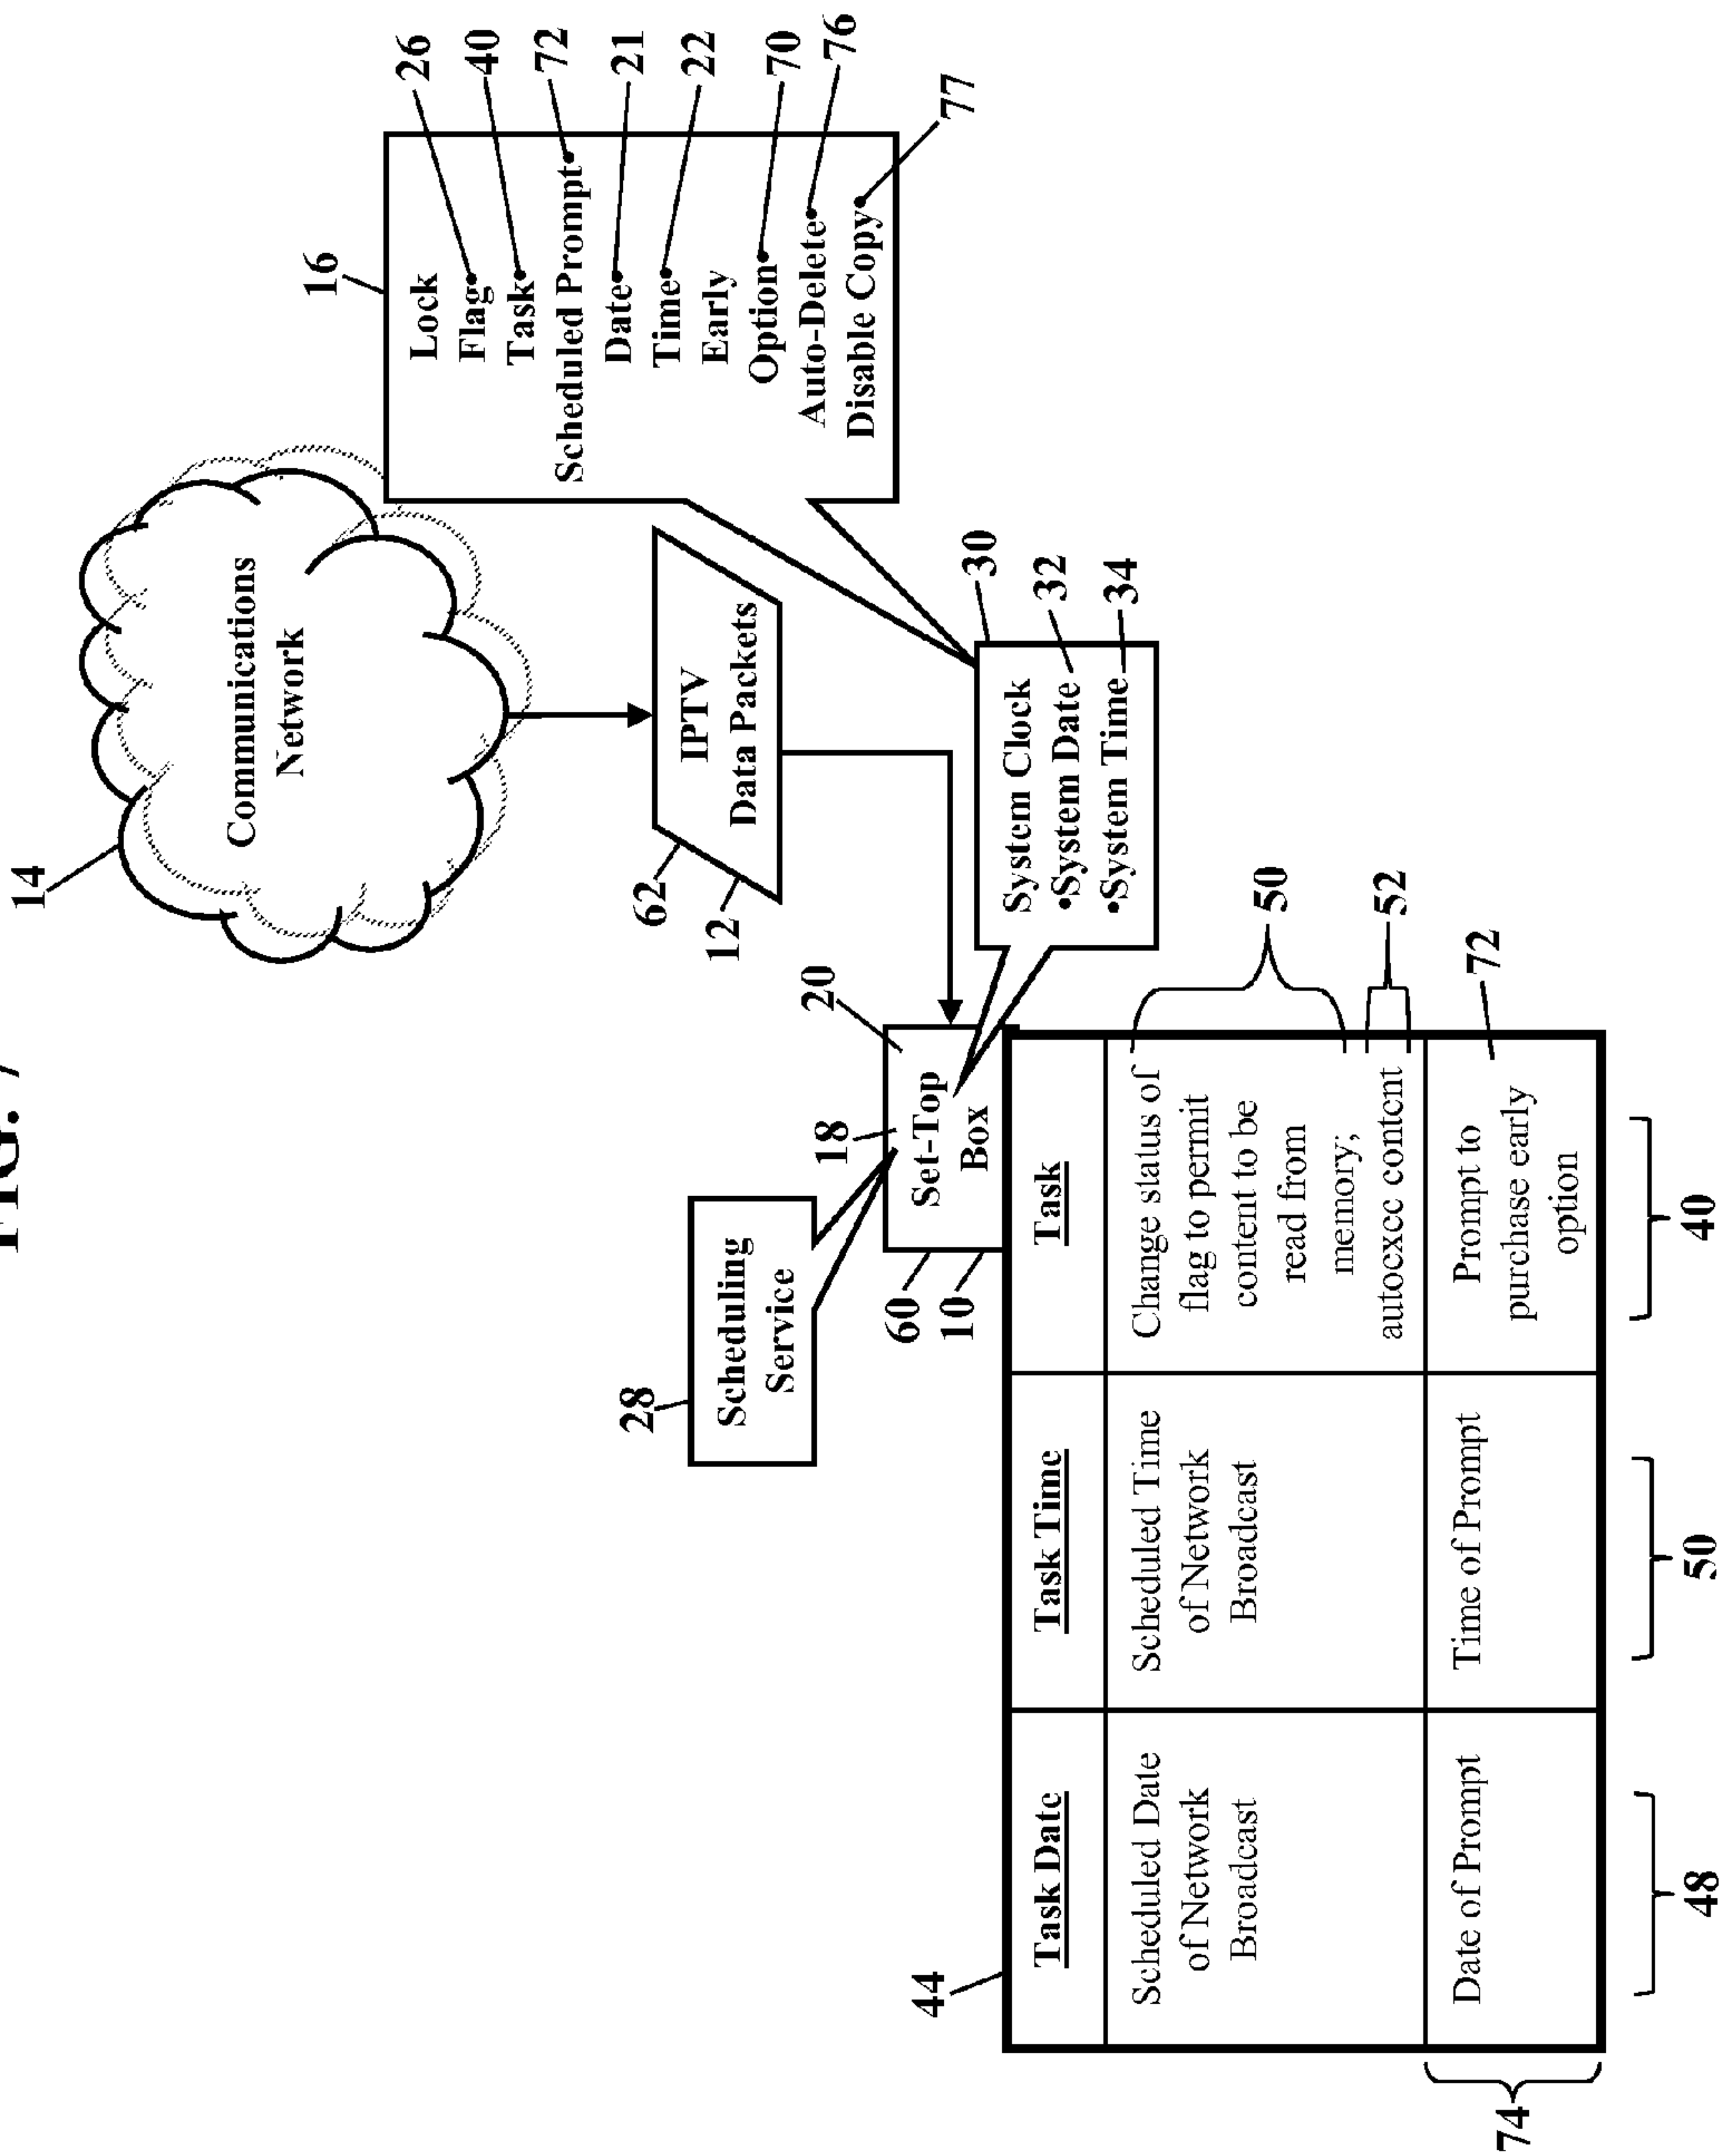 FIG. 7
14
Communications
Network
16
Lock
Flag• 26
Task• 40
Scheduled Prompt• 72
Date• 21
Time• 22
Early
Option• 70
Auto-Delete• 76
Disable Copy• 77
62
12
IPTV
Data Packets
28
Scheduling
Service
18
20
Set-Top
Box
60
10
30
System Clock
•System Date 32
•System Time 34
44
Task Date
Task Time
Task
Scheduled Date
of Network
Broadcast
Scheduled Time
of Network
Broadcast
Change status of
flag to permit
content to be
read from
memory;
autoexec content
50
52
Date of Prompt
Time of Prompt
Prompt to
purchase early
option
72
74
48
50
40